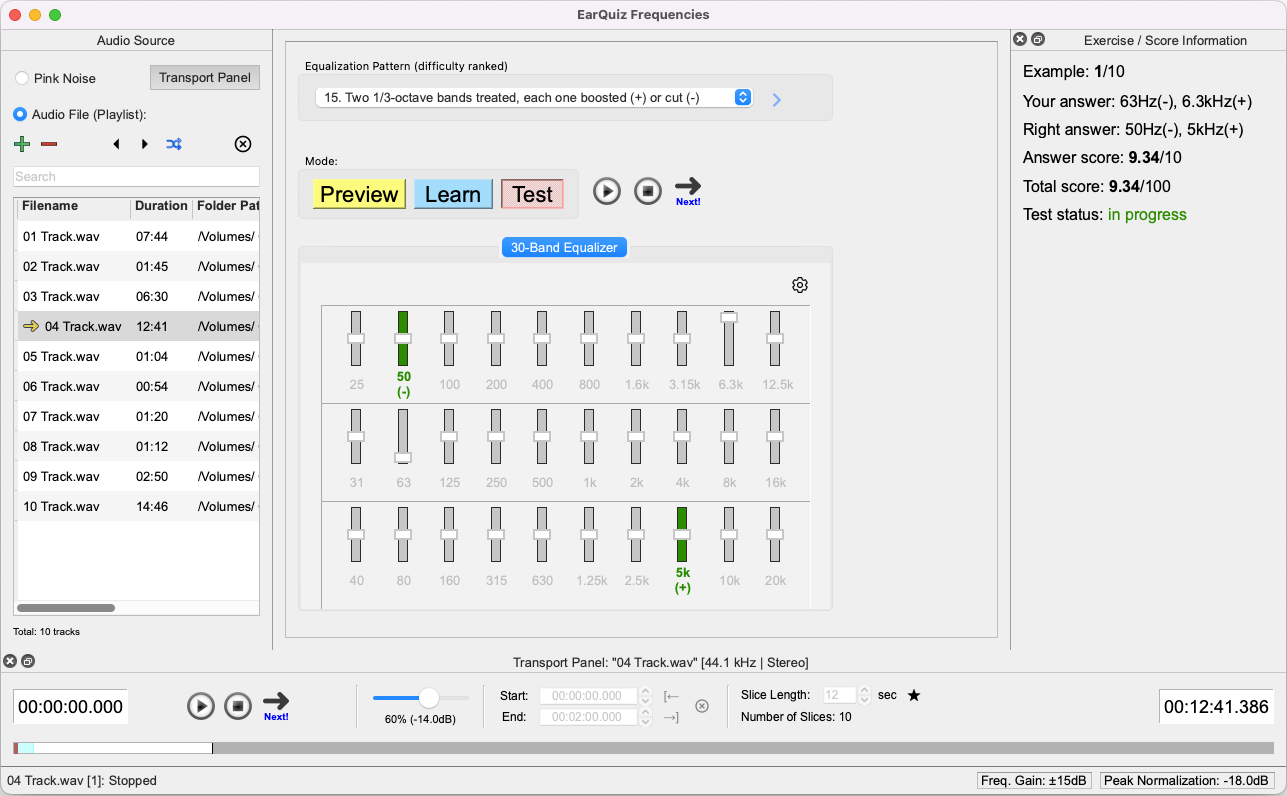 EarQuiz Frequencies
Audio Source
Pink Noise
Transport Panel
Audio File (Playlist):
Search
Filename Duration Folder Pat
01 Track.wav 07:44 /Volumes/
02 Track.wav 01:45 /Volumes/
03 Track.wav 06:30 /Volumes/
04 Track.wav 12:41 /Volumes/
05 Track.wav 01:04 /Volumes/
06 Track.wav 00:54 /Volumes/
07 Track.wav 01:20 /Volumes/
08 Track.wav 01:12 /Volumes/
09 Track.wav 02:50 /Volumes/
10 Track.wav 14:46 /Volumes/
Total: 10 tracks
Equalization Pattern (difficulty ranked)
15. Two 1/3-octave bands treated, each one boosted (+) or cut (-)
Mode:
Preview Learn Test
Next!
30-Band Equalizer
25 50 100 200 400 800 1.6k 3.15k 6.3k 12.5k
(-)
31 63 125 250 500 1k 2k 4k 8k 16k
40 80 160 315 630 1.25k 2.5k 5k 10k 20k
(+)
Exercise / Score Information
Example: 1/10
Your answer: 63Hz(-), 6.3kHz(+)
Right answer: 50Hz(-), 5kHz(+)
Answer score: 9.34/10
Total score: 9.34/100
Test status: in progress
Transport Panel: "04 Track.wav" [44.1 kHz | Stereo]
00:00:00.000
Next!
60% (-14.0dB)
Start: 00:00:00.000
End: 00:02:00.000
Slice Length: 12 sec
Number of Slices: 10
00:12:41.386
04 Track.wav [1]: Stopped
Freq. Gain: ±15dB
Peak Normalization: -18.0dB